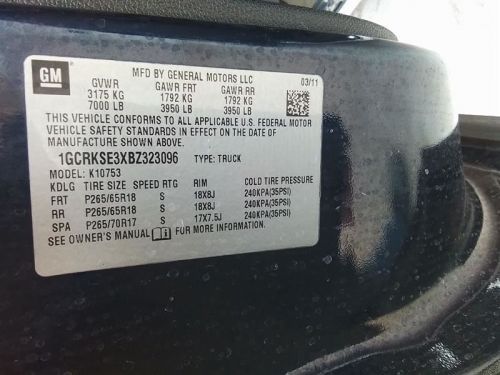 GM
MFD BY GENERAL MOTORS LLC 03/11
GVWR GAWR FRT GAWR RR
3175 KG 1792 KG 1792 KG
7000 LB 3950 LB 3950 LB
THIS VEHICLE CONFORMS TO ALL APPLICABLE U.S. FEDERAL MOTOR
VEHICLE SAFETY STANDARDS IN EFFECT ON THE DATE OF
MANUFACTURE SHOWN ABOVE.
1GCRKSE3XBZ323096 TYPE: TRUCK
MODEL: K10753
KDLG TIRE SIZE SPEED RTG RIM COLD TIRE PRESSURE
FRT P265/65R18 S 18X8J 240KPA(35PSI)
RR P265/65R18 S 18X8J 240KPA(35PSI)
SPA P265/70R17 S 17X7.5J 240KPA(35PSI)
SEE OWNER'S MANUAL FOR MORE INFORMATION